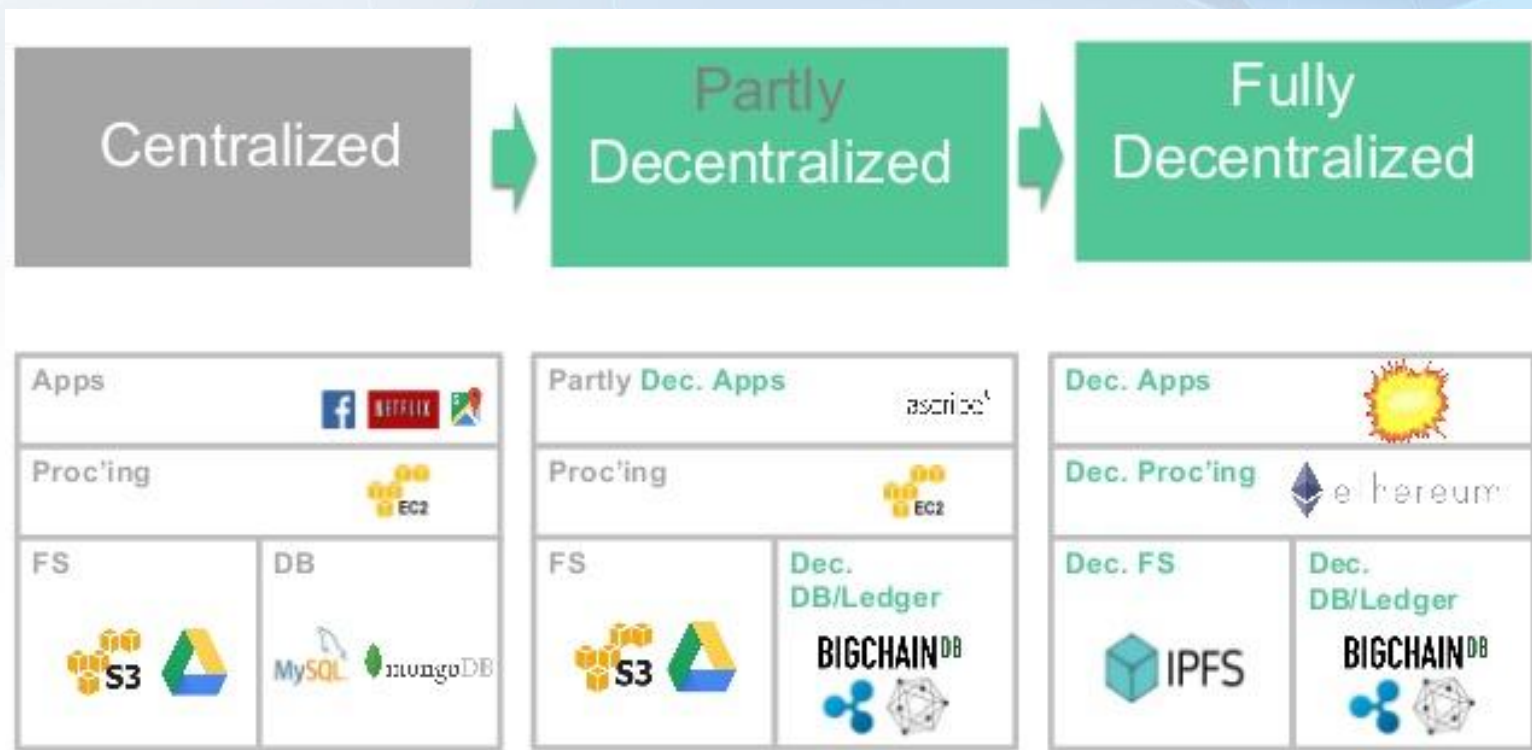 Centralized
Partly
Decentralized
Fully
Decentralized
Apps
NETFLIX
Proc'ing
EC2
FS
S3
DB
MySQL
mongoDB
Partly Dec. Apps
ascribe
Proc'ing
EC2
FS
S3
Dec.
DB/Ledger
BIGCHAINDB
Dec. Apps
Dec. Proc'ing
ethereum
Dec. FS
IPFS
Dec.
DB/Ledger
BIGCHAINDB